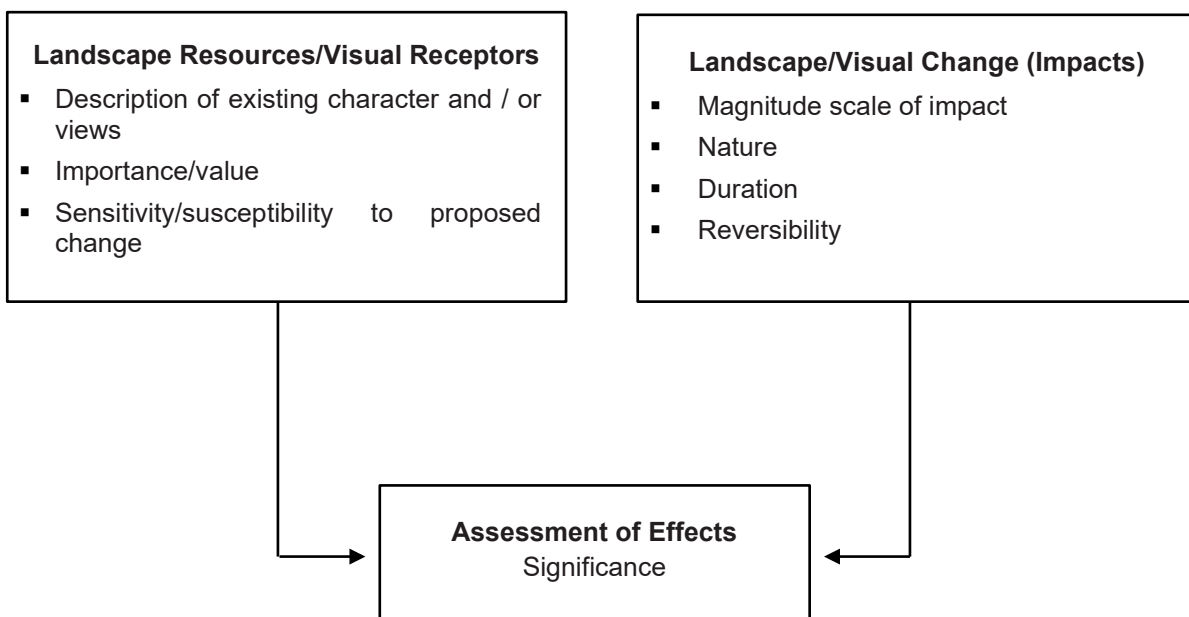 Landscape Resources/Visual Receptors
▪ Description of existing character and / or
views
▪ Importance/value
▪ Sensitivity/susceptibility to proposed
change
Landscape/Visual Change (Impacts)
▪ Magnitude scale of impact
▪ Nature
▪ Duration
▪ Reversibility
Assessment of Effects
Significance